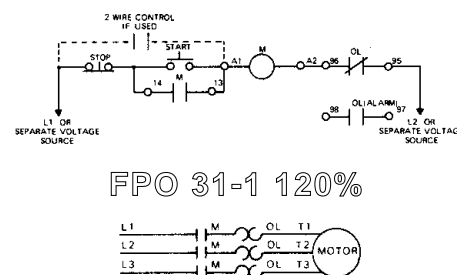 2 WIRE CONTROL
IF USED
START
STOP
M
A1
M
A2 96
OL
95
14
13
98
OL(ALARM)
97
L1 OR
SEPARATE VOLTAGE
SOURCE
L2 OR
SEPARATE VOLTAG
SOURCE
FPO 31-1 120%
L1 M OL T1
L2 M OL T2
MOTOR
L3 M OL T3